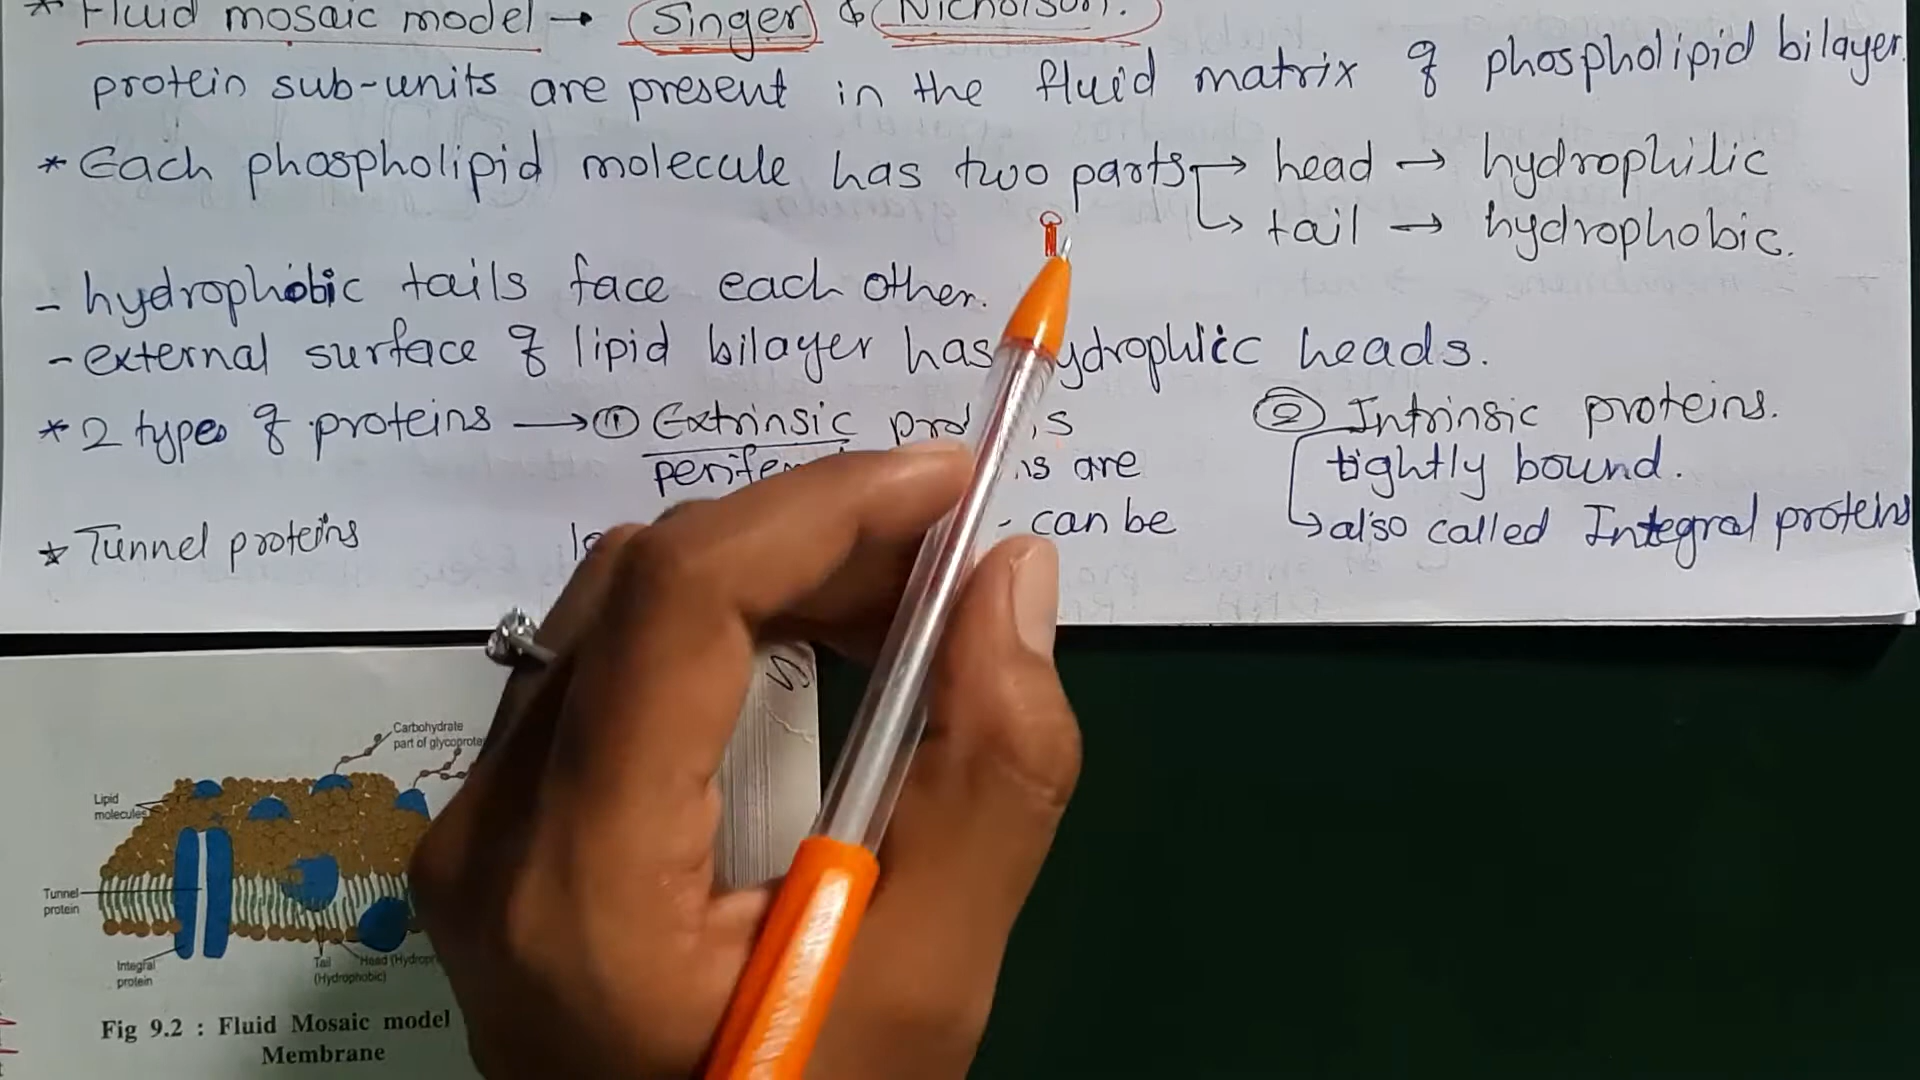 * Fluid mosaic model → Singer & Nicholson.
protein sub-units are present in the fluid matrix of phospholipid bilayer.
* Each phospholipid molecule has two parts → head → hydrophilic
→ tail → hydrophobic.
- hydrophobic tails face each other.
- external surface of lipid bilayer has heads.
* 2 types of proteins → ① Extrinsic
are
can be
② Intrinsic proteins.
tightly bound.
→ also called Integral proteins
* Tunnel proteins
Carbohydrate
part of
Lipid
molecules
Tunnel
protein
Integral
protein
Tail
(Hydrophobic)
Head
Fig 9.2 : Fluid Mosaic model
Membrane